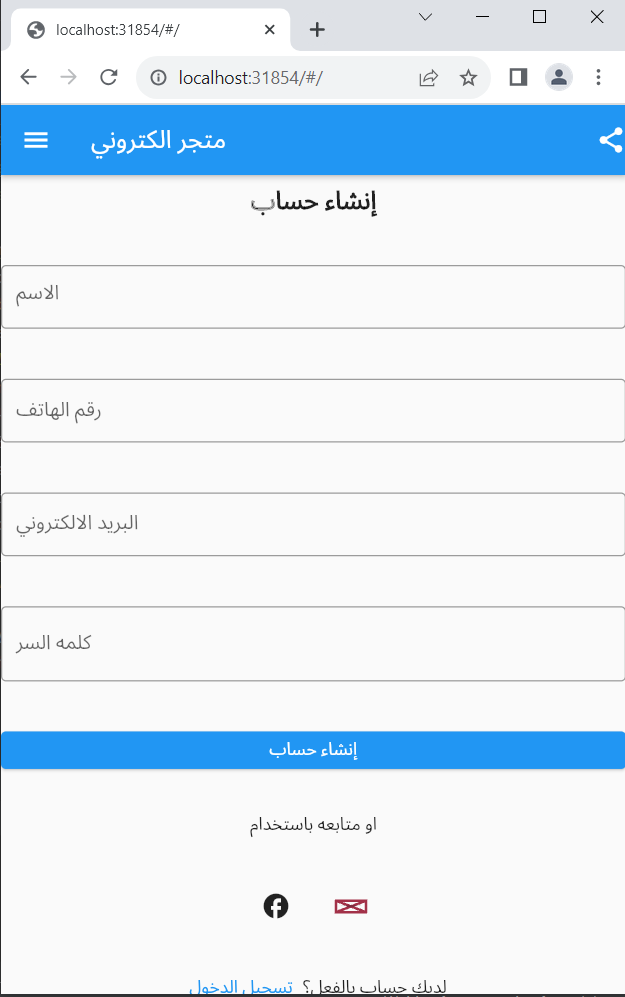 localhost:31854/#/
localhost:31854/#/
متجر الكتروني
إنشاء حساب
الاسم
رقم الهاتف
البريد الالكتروني
كلمه السر
إنشاء حساب
او متابعه باستخدام
لديك حساب بالفعل؟ تسجيل الدخول